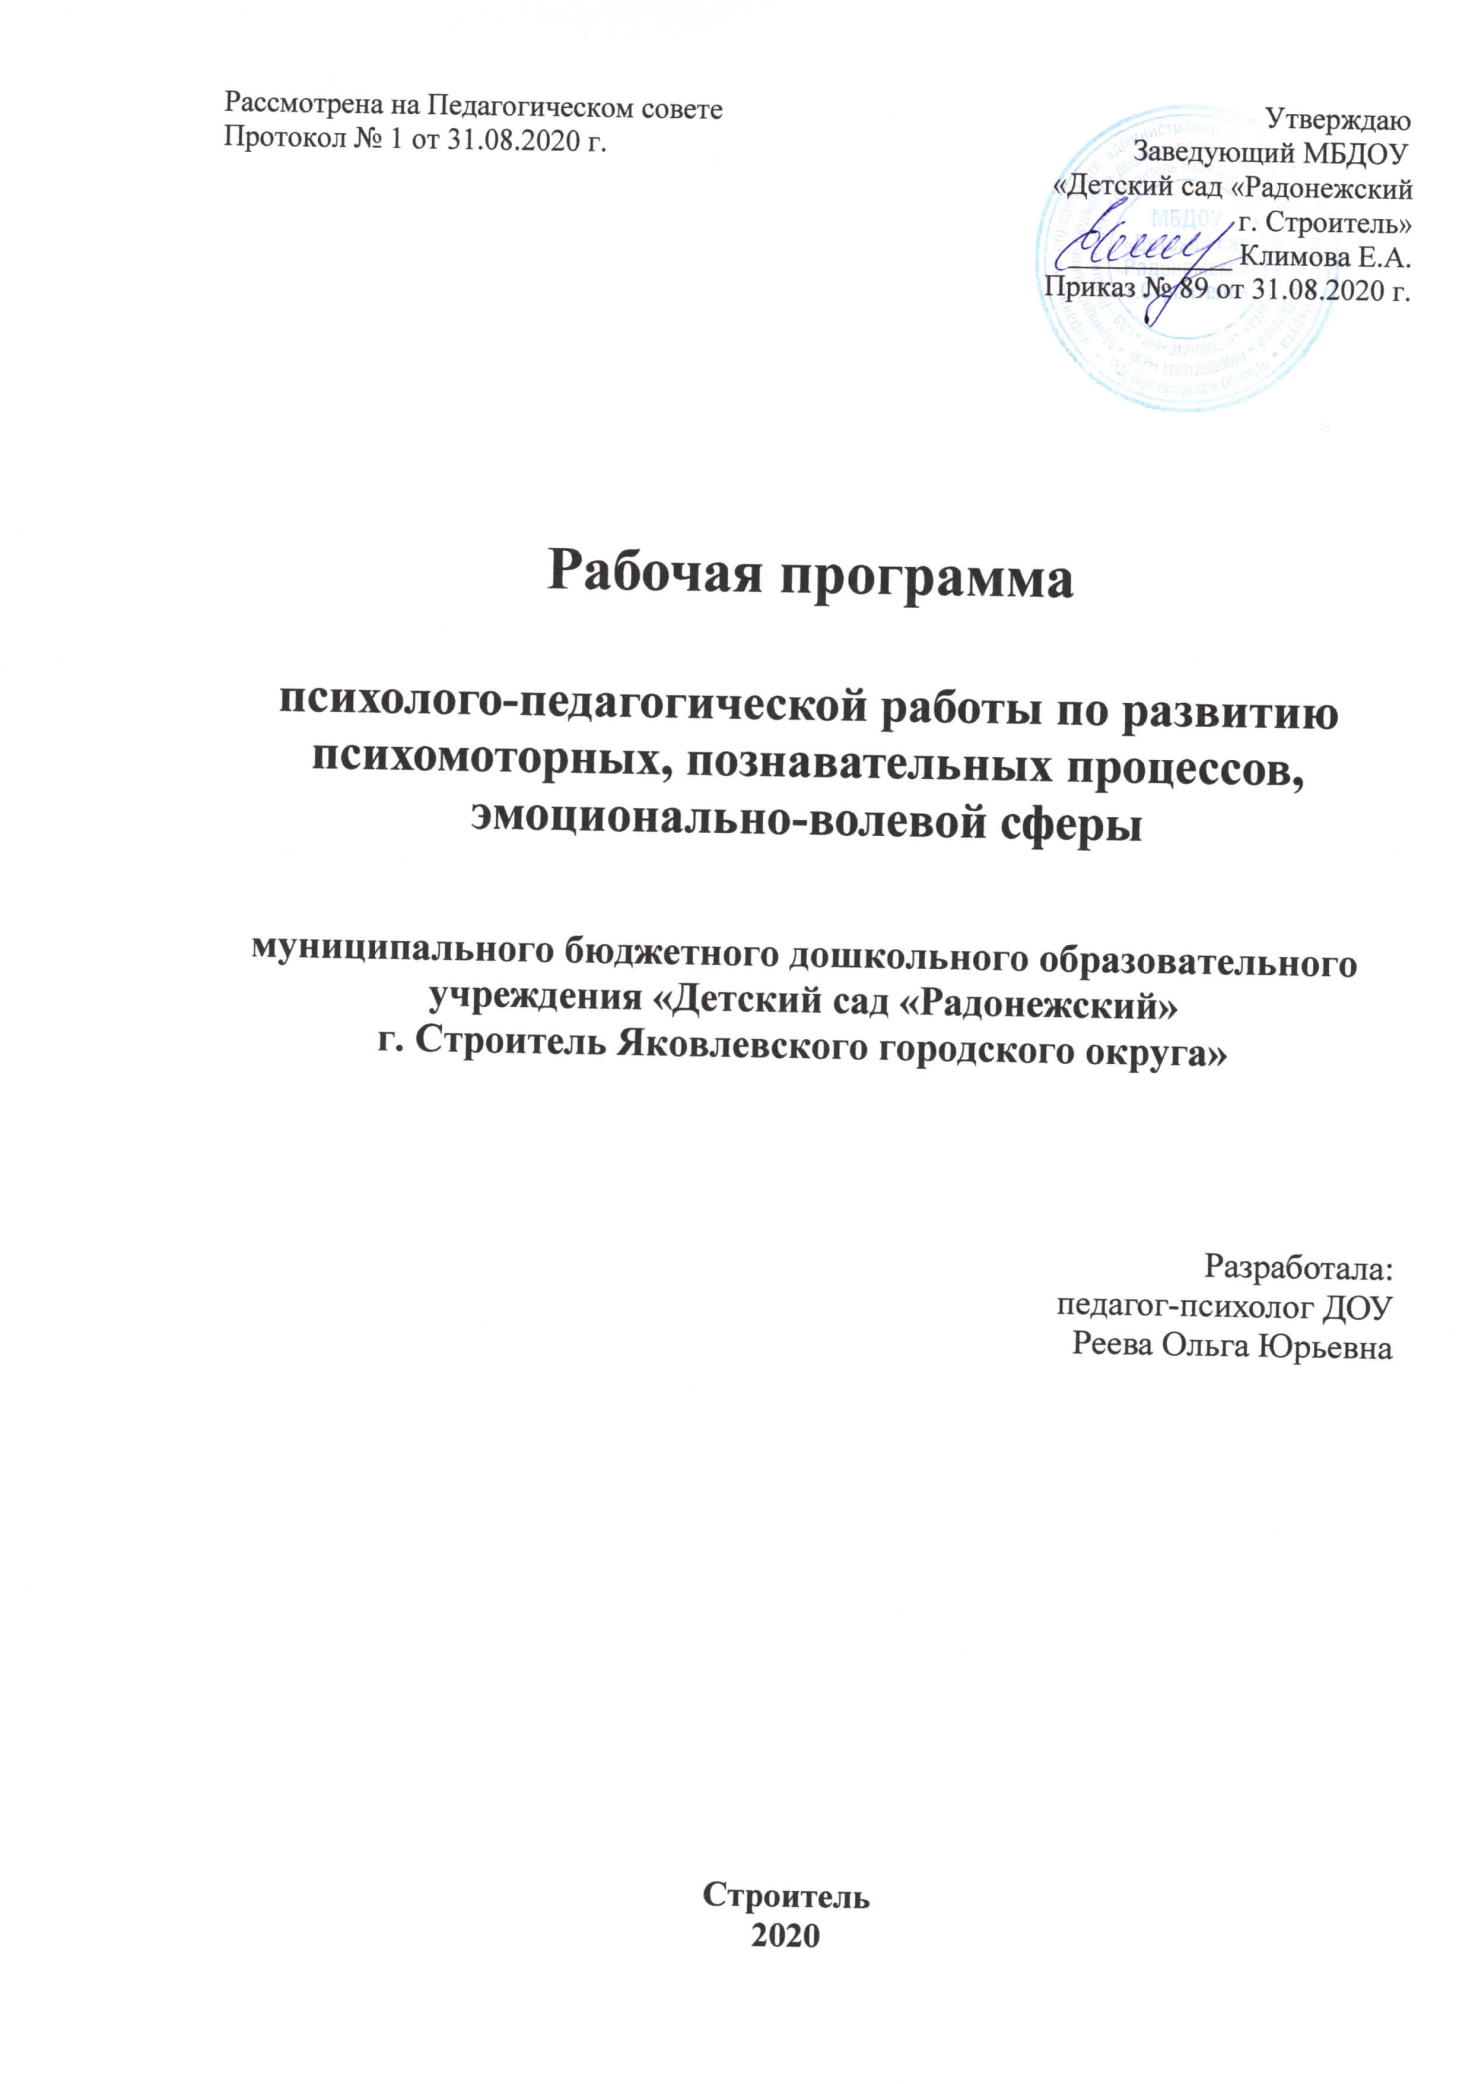 Рассмотрена на Педагогическом совете
Протокол № 1 от 31.08.2020 г.
Утверждаю
Заведующий МБДОУ
«Детский сад «Радонежский
г. Строитель»
Климова Е.А.
Приказ № 89 от 31.08.2020 г.
МБДОУ
Рабочая программа
психолого-педагогической работы по развитию
психомоторных, познавательных процессов,
эмоционально-волевой сферы
муниципального бюджетного дошкольного образовательного
учреждения «Детский сад «Радонежский»
г. Строитель Яковлевского городского округа»
Разработала:
педагог-психолог ДОУ
Реева Ольга Юрьевна
Строитель
2020